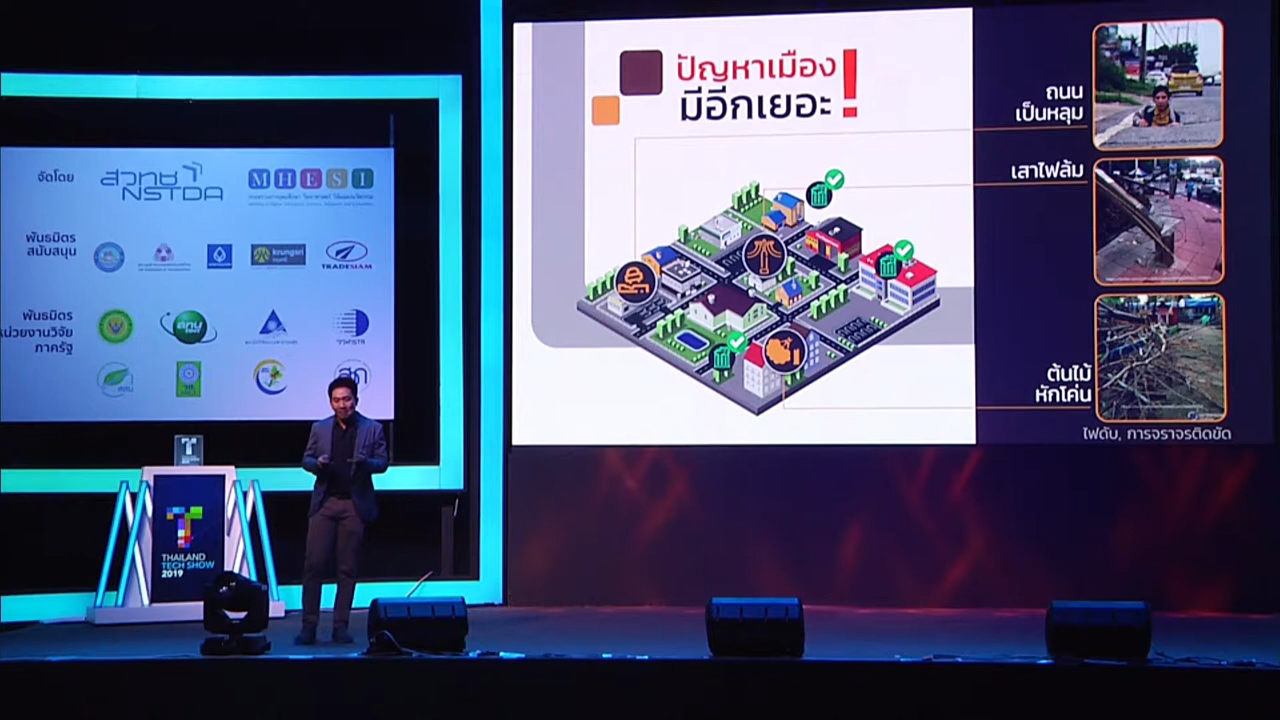 จัดโดย
สวทช
NSTDA
MHESI
พันธมิตร
สนับสนุน
krungsri
TRADESIAM
พันธมิตร
หน่วยงานวิจัย
ภาครัฐ
THAILAND
TECH SHOW
2019
ปัญหาเมือง
มีอีกเยอะ!
ถนน
เป็นหลุม
เสาไฟล้ม
ต้นไม้
หักโค่น
ไฟดับ, การจราจรติดขัด